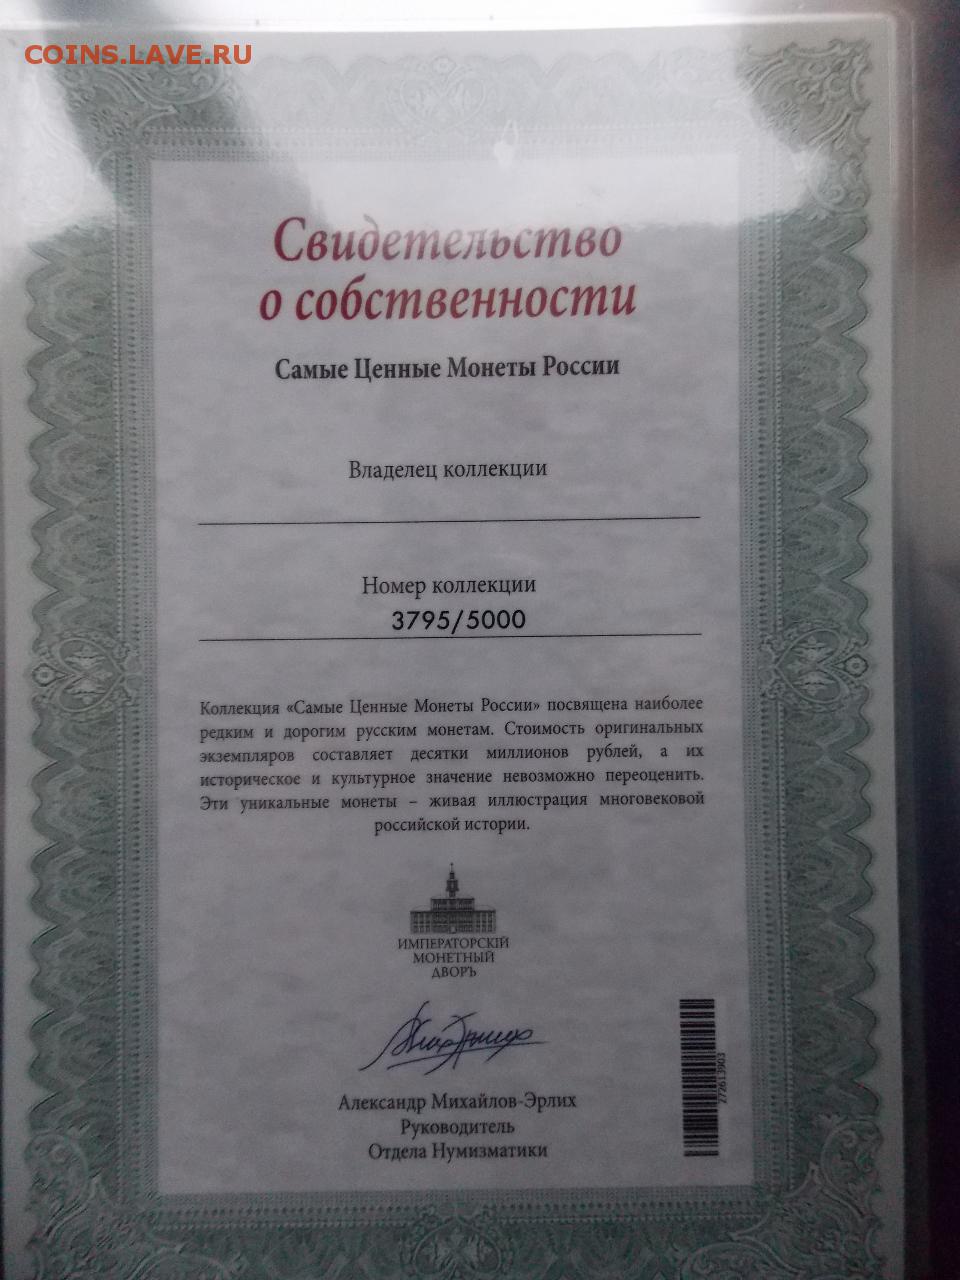 COINS.LAVE.RU
Свидетельство
о собственности
Самые Ценные Монеты России
Владелец коллекции
Номер коллекции
3795/5000
Коллекция «Самые Ценные Монеты России» посвящена наиболее
редким и дорогим русским монетам. Стоимость оригинальных
экземпляров составляет десятки миллионов рублей, а их
историческое и культурное значение невозможно переоценить.
Эти уникальные монеты – живая иллюстрация многовековой
российской истории.
ИМПЕРАТОРСКІЙ
МОНЕТНЫЙ
ДВОРЪ
Александр Михайлов-Эрлих
Руководитель
Отдела Нумизматики
272613903